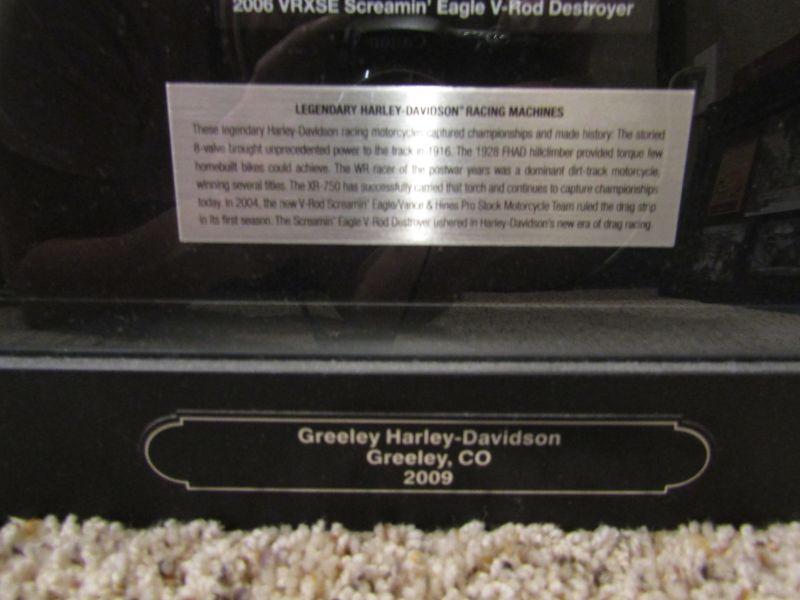 2006 VRXSE Screamin' Eagle V-Rod Destroyer
LEGENDARY HARLEY-DAVIDSON™ RACING MACHINES
These legendary Harley-Davidson racing motorcycles captured championships and made history: The storied
8-valve brought unprecedented power to the track in 1916. The 1928 FHAD hillclimber provided torque few
homebuilt bikes could achieve. The WR racer of the postwar years was a dominant dirt-track motorcycle,
winning several titles. The XR-750 has successfully carried that torch and continues to capture championships
today. In 2004, the new V-Rod Screamin' Eagle/Vance & Hines Pro Stock Motorcycle Team ruled the drag strip
in its first season. The Screamin' Eagle V-Rod Destroyer ushered in Harley-Davidson's new era of drag racing.
Greeley Harley-Davidson
Greeley, CO
2009